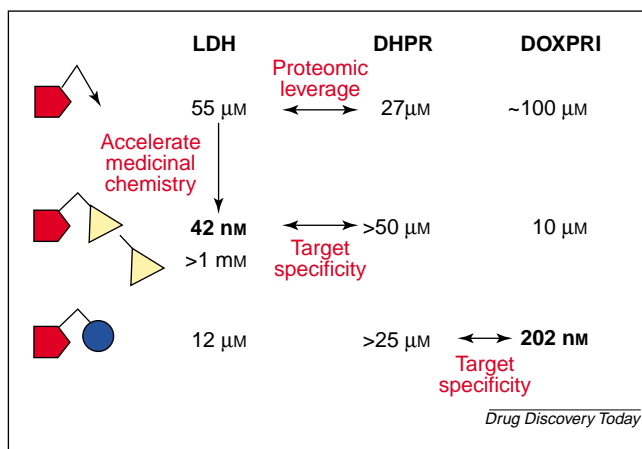 LDH DHPR DOXPRI
Proteomic
leverage
55 µM 27µM ~100 µM
Accelerate
medicinal
chemistry
42 nM >50 µM 10 µM
Target
specificity
>1 mM
12 µM >25 µM 202 nM
Target
specificity
Drug Discovery Today